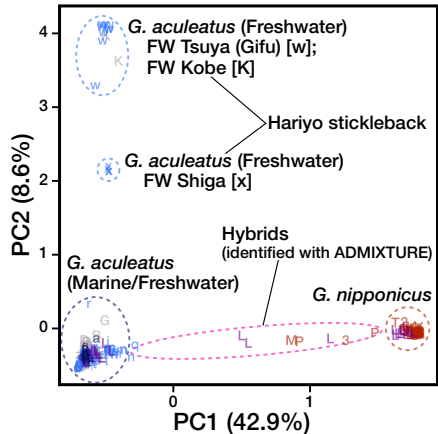 4
3
2
1
0
PC2 (8.6%)
G. aculeatus (Freshwater)
FW Tsuya (Gifu) [w];
FW Kobe [K]
K
w
Hariyo stickleback
G. aculeatus (Freshwater)
FW Shiga [x]
x
Hybrids
(identified with ADMIXTURE)
G. aculeatus
(Marine/Freshwater)
G. nipponicus
r
G
L
L
M P
L
3
P
0
1
PC1 (42.9%)